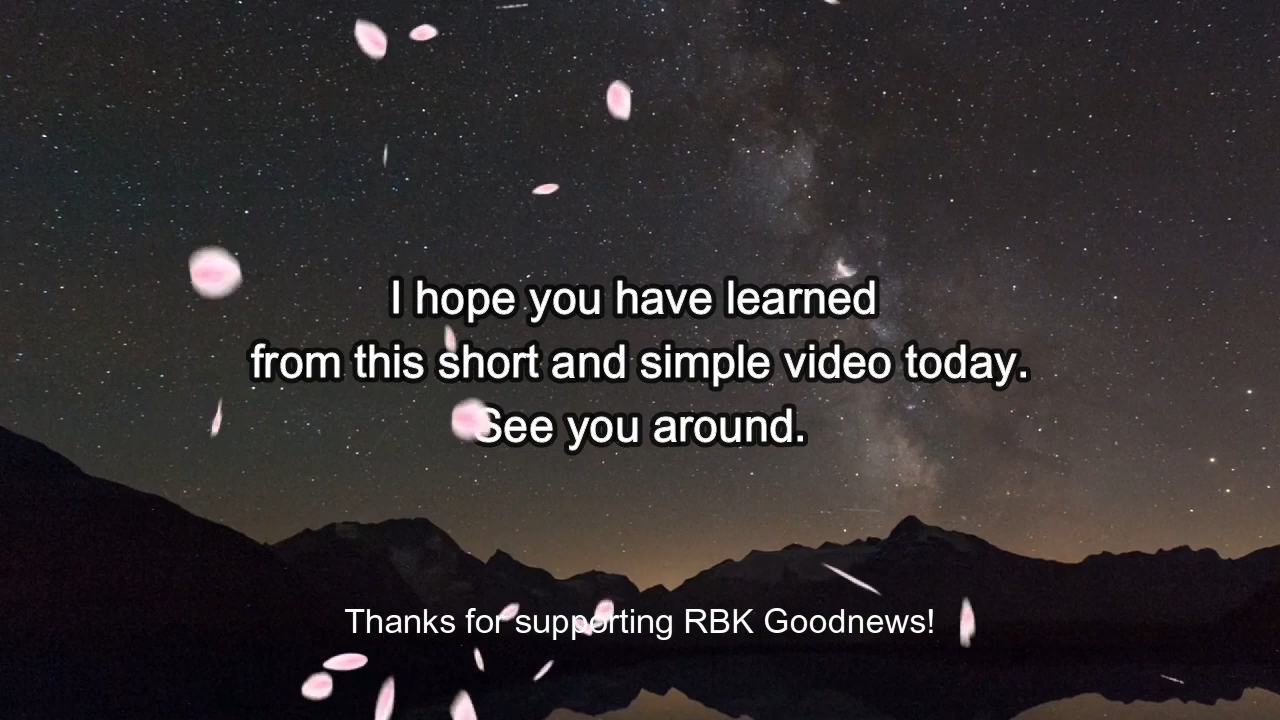 I hope you have learned
from this short and simple video today.
See you around.
Thanks for supporting RBK Goodnews!